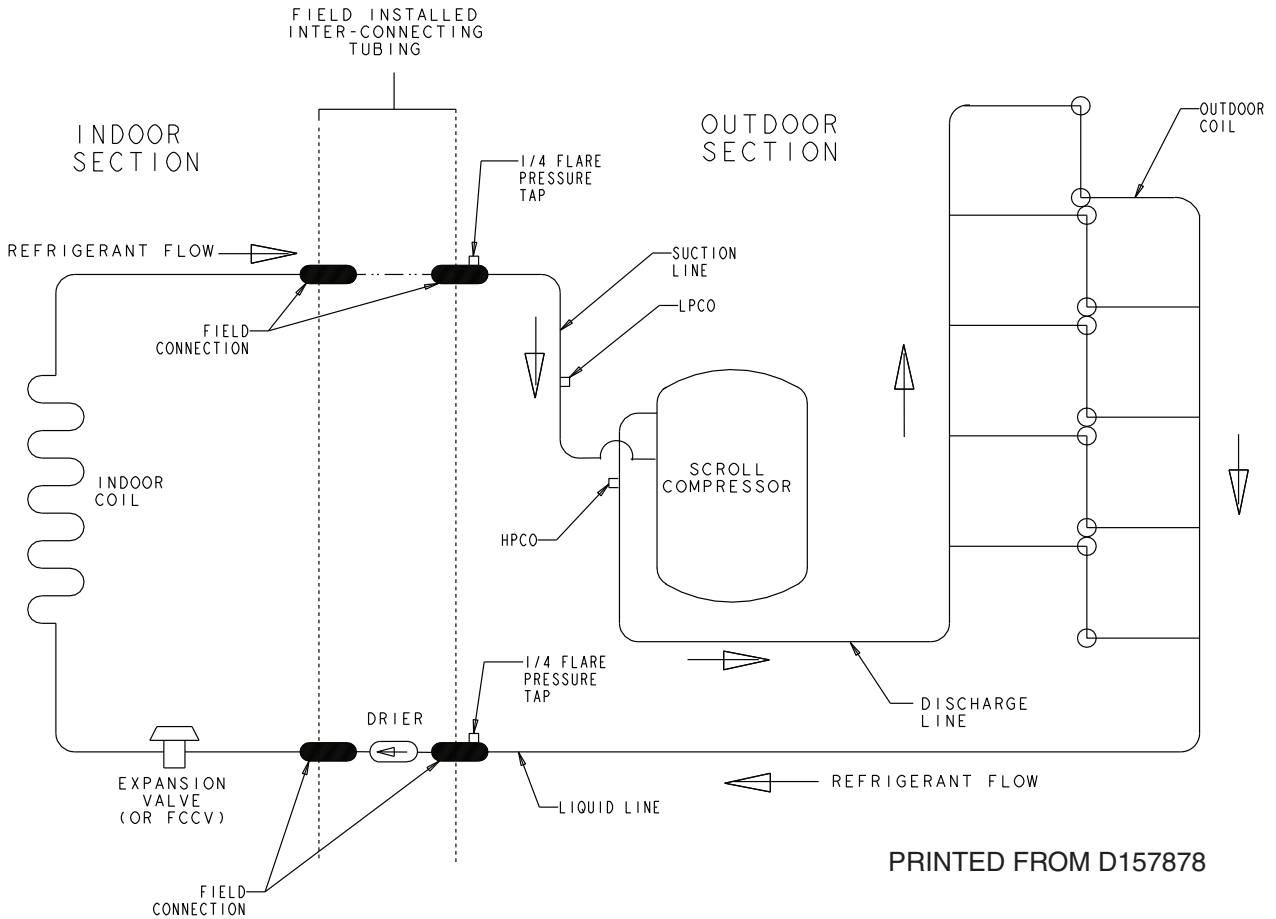 FIELD INSTALLED
INTER-CONNECTING
TUBING
INDOOR
SECTION
OUTDOOR
SECTION
OUTDOOR
COIL
1/4 FLARE
PRESSURE
TAP
REFRIGERANT FLOW
SUCTION
LINE
LPCO
FIELD
CONNECTION
INDOOR
COIL
SCROLL
COMPRESSOR
HPCO
1/4 FLARE
PRESSURE
TAP
DISCHARGE
LINE
DRIER
EXPANSION
VALVE
(OR FCCV)
REFRIGERANT FLOW
LIQUID LINE
PRINTED FROM D157878
FIELD
CONNECTION